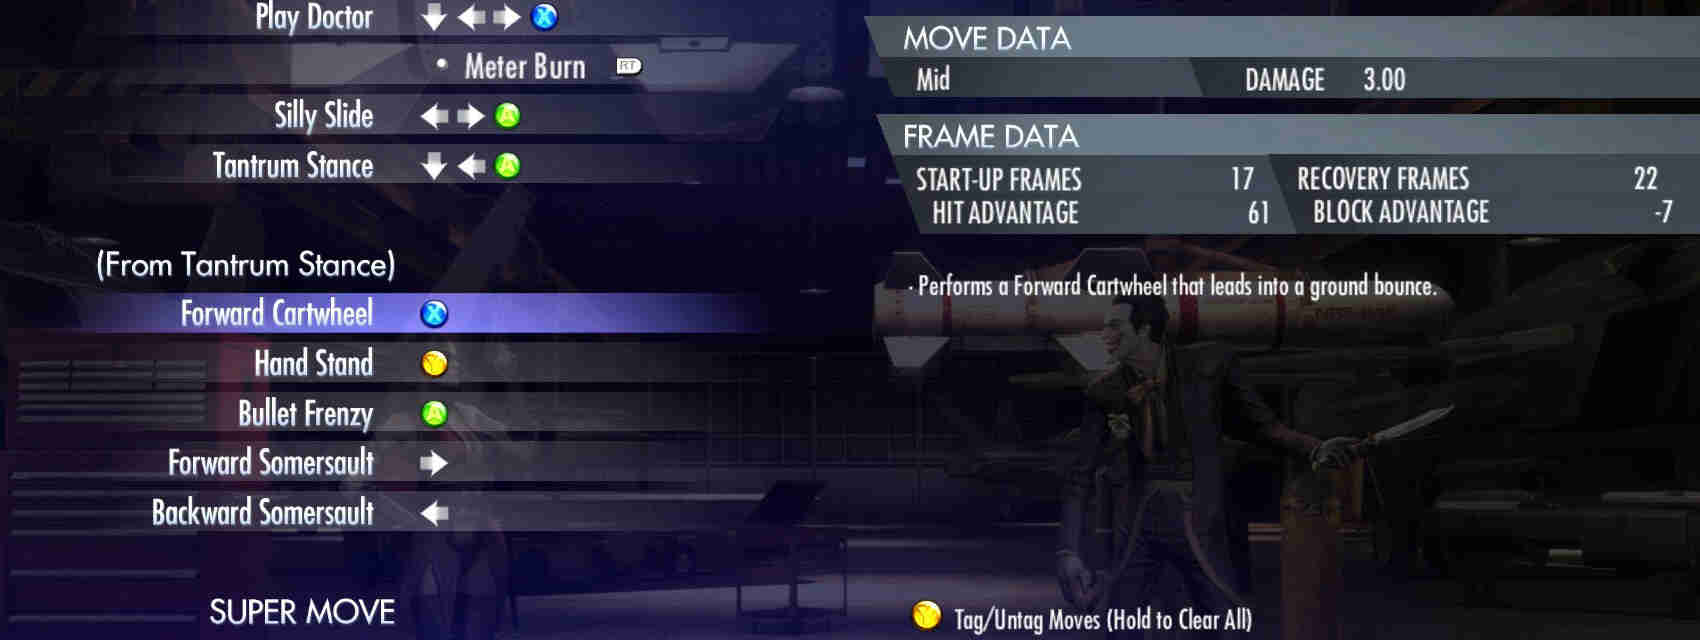 Play Doctor X
Meter Burn RT
Silly Slide A
Tantrum Stance A
(From Tantrum Stance)
Forward Cartwheel X
Hand Stand Y
Bullet Frenzy A
Forward Somersault
Backward Somersault
SUPER MOVE
MOVE DATA
Mid DAMAGE 3.00
FRAME DATA
START-UP FRAMES 17 RECOVERY FRAMES 22
HIT ADVANTAGE 61 BLOCK ADVANTAGE -7
· Performs a Forward Cartwheel that leads into a ground bounce.
Y Tag/Untag Moves (Hold to Clear All)